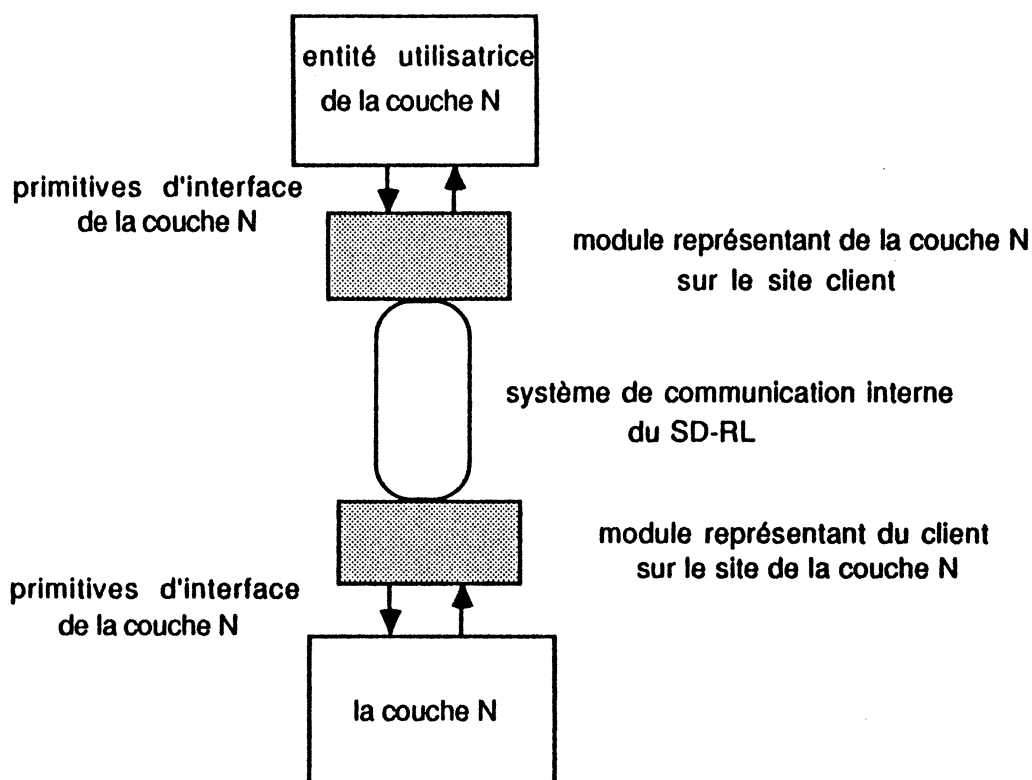 entité utilisatrice
de la couche N
primitives d'interface
de la couche N
module représentant de la couche N
sur le site client
système de communication interne
du SD-RL
module représentant du client
sur le site de la couche N
primitives d'interface
de la couche N
la couche N